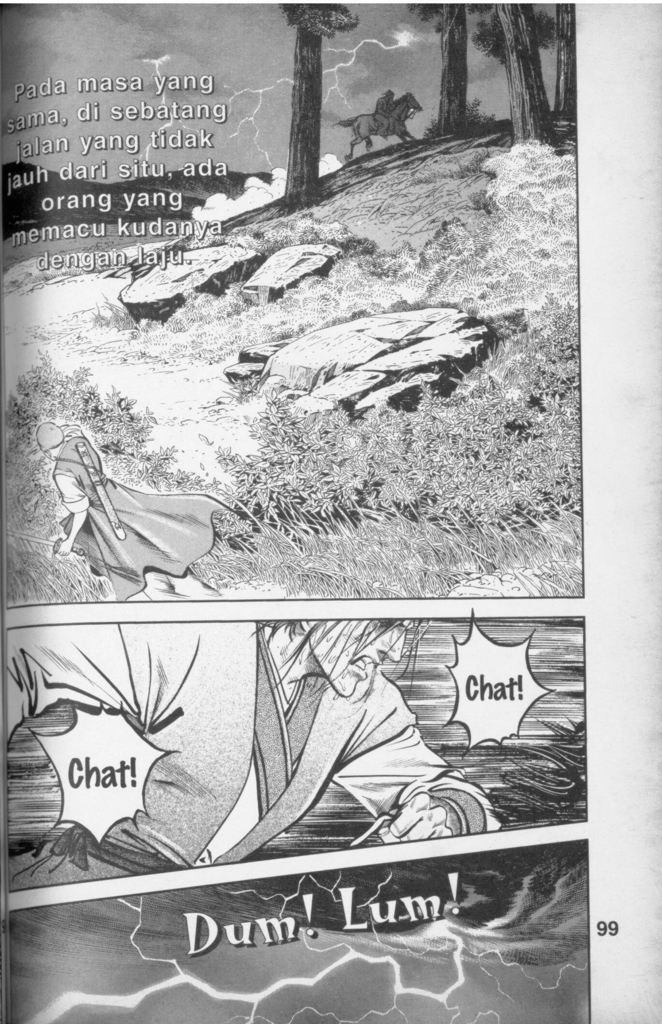 Pada masa yang
sama, di sebatang
jalan yang tidak
jauh dari situ, ada
orang yang
memacu kudanya
dengan laju.
Chat!
Chat!
Dum! Lum!
99